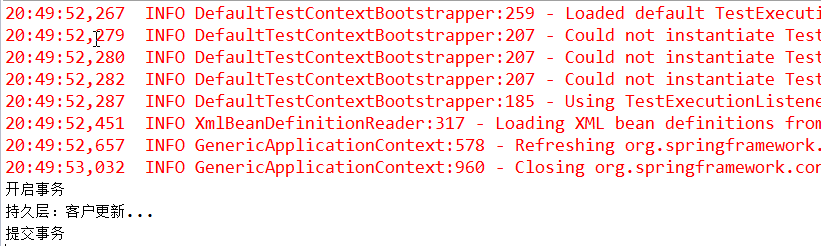 20:49:52,267  INFO DefaultTestContextBootstrapper:259 - Loaded default TestExecuti
20:49:52,279  INFO DefaultTestContextBootstrapper:207 - Could not instantiate Test
20:49:52,280  INFO DefaultTestContextBootstrapper:207 - Could not instantiate Test
20:49:52,282  INFO DefaultTestContextBootstrapper:207 - Could not instantiate Test
20:49:52,287  INFO DefaultTestContextBootstrapper:185 - Using TestExecutionListene
20:49:52,451  INFO XmlBeanDefinitionReader:317 - Loading XML bean definitions from
20:49:52,657  INFO GenericApplicationContext:578 - Refreshing org.springframework.
20:49:53,032  INFO GenericApplicationContext:960 - Closing org.springframework.con
开启事务
持久层：客户更新...
提交事务